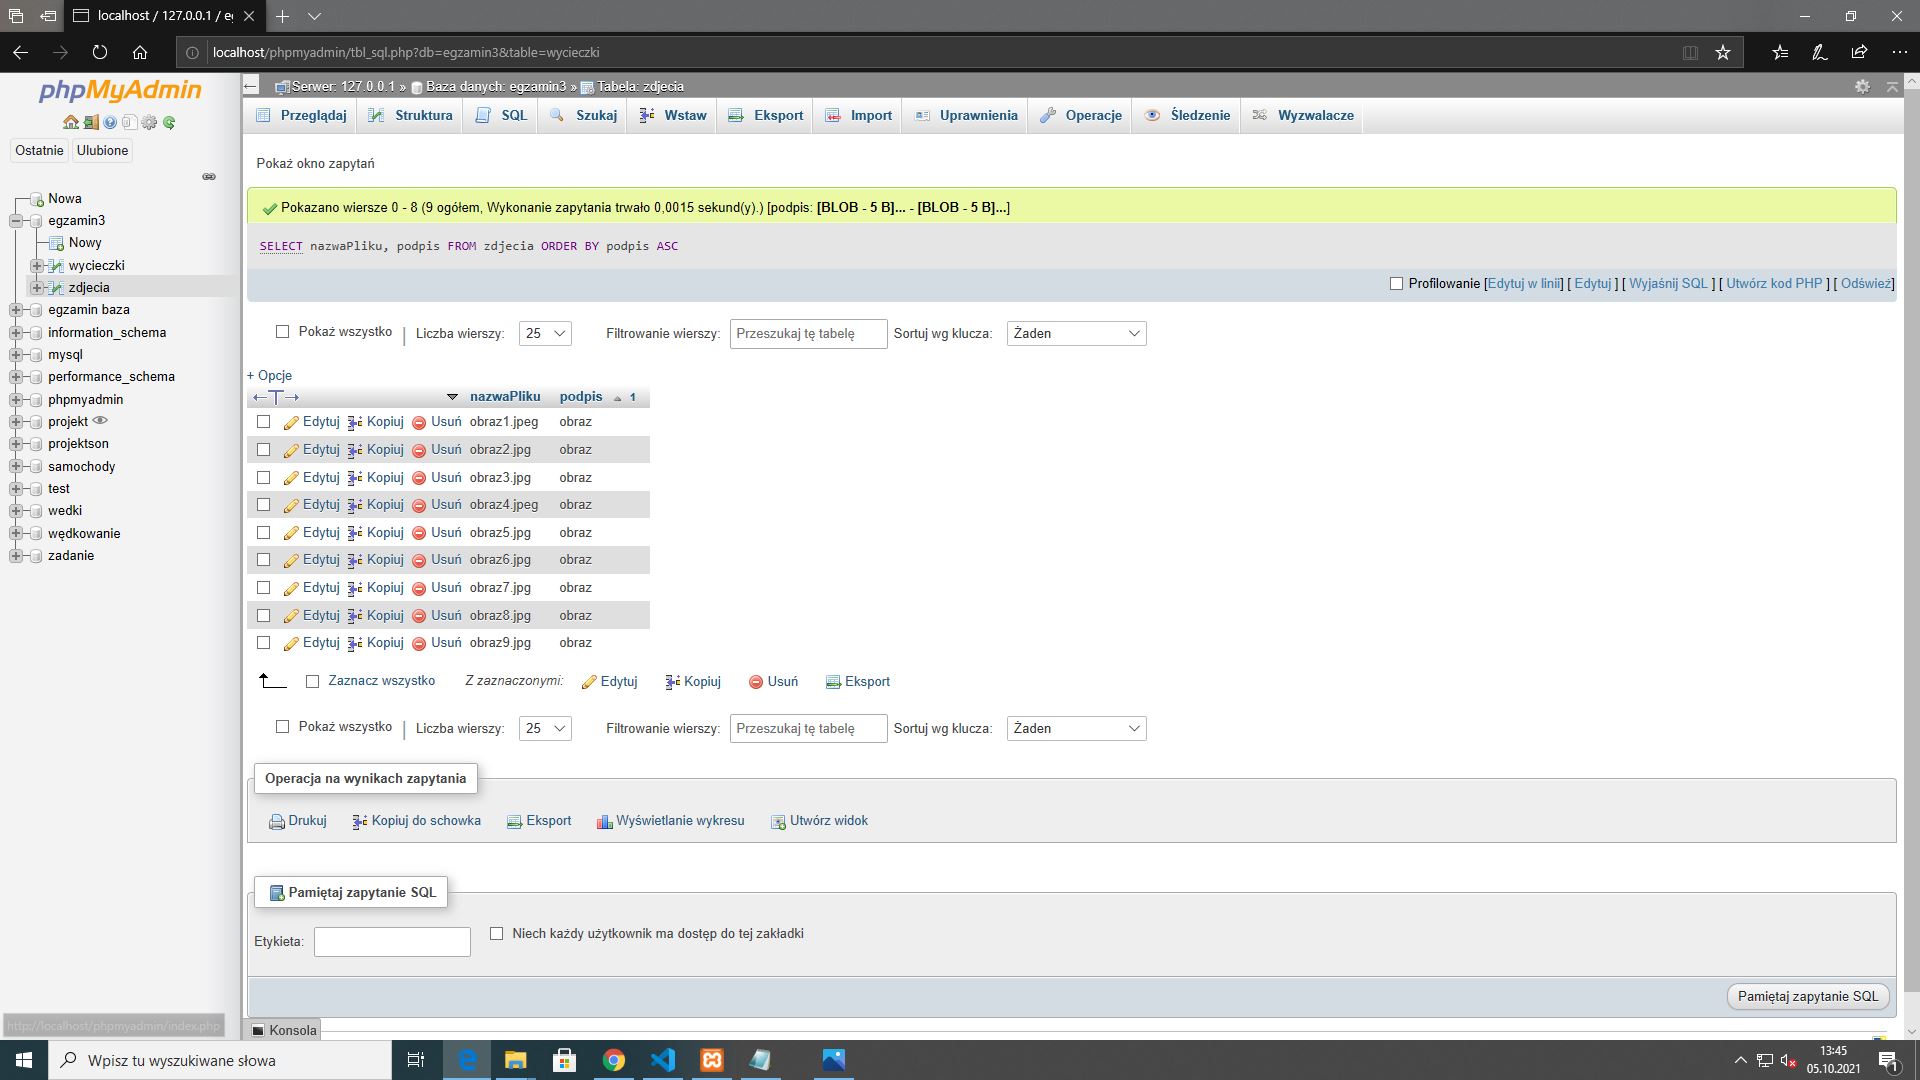 localhost / 127.0.0.1 / eg
localhost/phpmyadmin/tbl_sql.php?db=egzamin3&table=wycieczki
phpMyAdmin
Ostatnie Ulubione
Nowa
egzamin3
Nowy
wycieczki
zdjecia
egzamin baza
information_schema
mysql
performance_schema
phpmyadmin
projekt
projektson
samochody
test
wedki
wędkowanie
zadanie
http://localhost/phpmyadmin/index.php
Serwer: 127.0.0.1 » Baza danych: egzamin3 » Tabela: zdjecia
Przeglądaj Struktura SQL Szukaj Wstaw Eksport Import Uprawnienia Operacje Śledzenie Wyzwalacze
Pokaż okno zapytań
Pokazano wiersze 0 - 8 (9 ogółem, Wykonanie zapytania trwało 0,0015 sekund(y).) [podpis: [BLOB - 5 B]... - [BLOB - 5 B]...]
SELECT nazwaPliku, podpis FROM zdjecia ORDER BY podpis ASC
Profilowanie [Edytuj w linii] [ Edytuj ] [ Wyjaśnij SQL ] [ Utwórz kod PHP ] [ Odśwież]
Pokaż wszystko | Liczba wierszy: 25 Filtrowanie wierszy: Przeszukaj tę tabelę Sortuj wg klucza: Żaden
+ Opcje
←T→ nazwaPliku podpis 1
Edytuj Kopiuj Usuń obraz1.jpeg obraz
Edytuj Kopiuj Usuń obraz2.jpg obraz
Edytuj Kopiuj Usuń obraz3.jpg obraz
Edytuj Kopiuj Usuń obraz4.jpeg obraz
Edytuj Kopiuj Usuń obraz5.jpg obraz
Edytuj Kopiuj Usuń obraz6.jpg obraz
Edytuj Kopiuj Usuń obraz7.jpg obraz
Edytuj Kopiuj Usuń obraz8.jpg obraz
Edytuj Kopiuj Usuń obraz9.jpg obraz
Zaznacz wszystko Z zaznaczonymi: Edytuj Kopiuj Usuń Eksport
Pokaż wszystko | Liczba wierszy: 25 Filtrowanie wierszy: Przeszukaj tę tabelę Sortuj wg klucza: Żaden
Operacja na wynikach zapytania
Drukuj Kopiuj do schowka Eksport Wyświetlanie wykresu Utwórz widok
Pamiętaj zapytanie SQL
Etykieta: Niech każdy użytkownik ma dostęp do tej zakładki
Pamiętaj zapytanie SQL
Konsola
Wpisz tu wyszukiwane słowa
13:45
05.10.2021
1